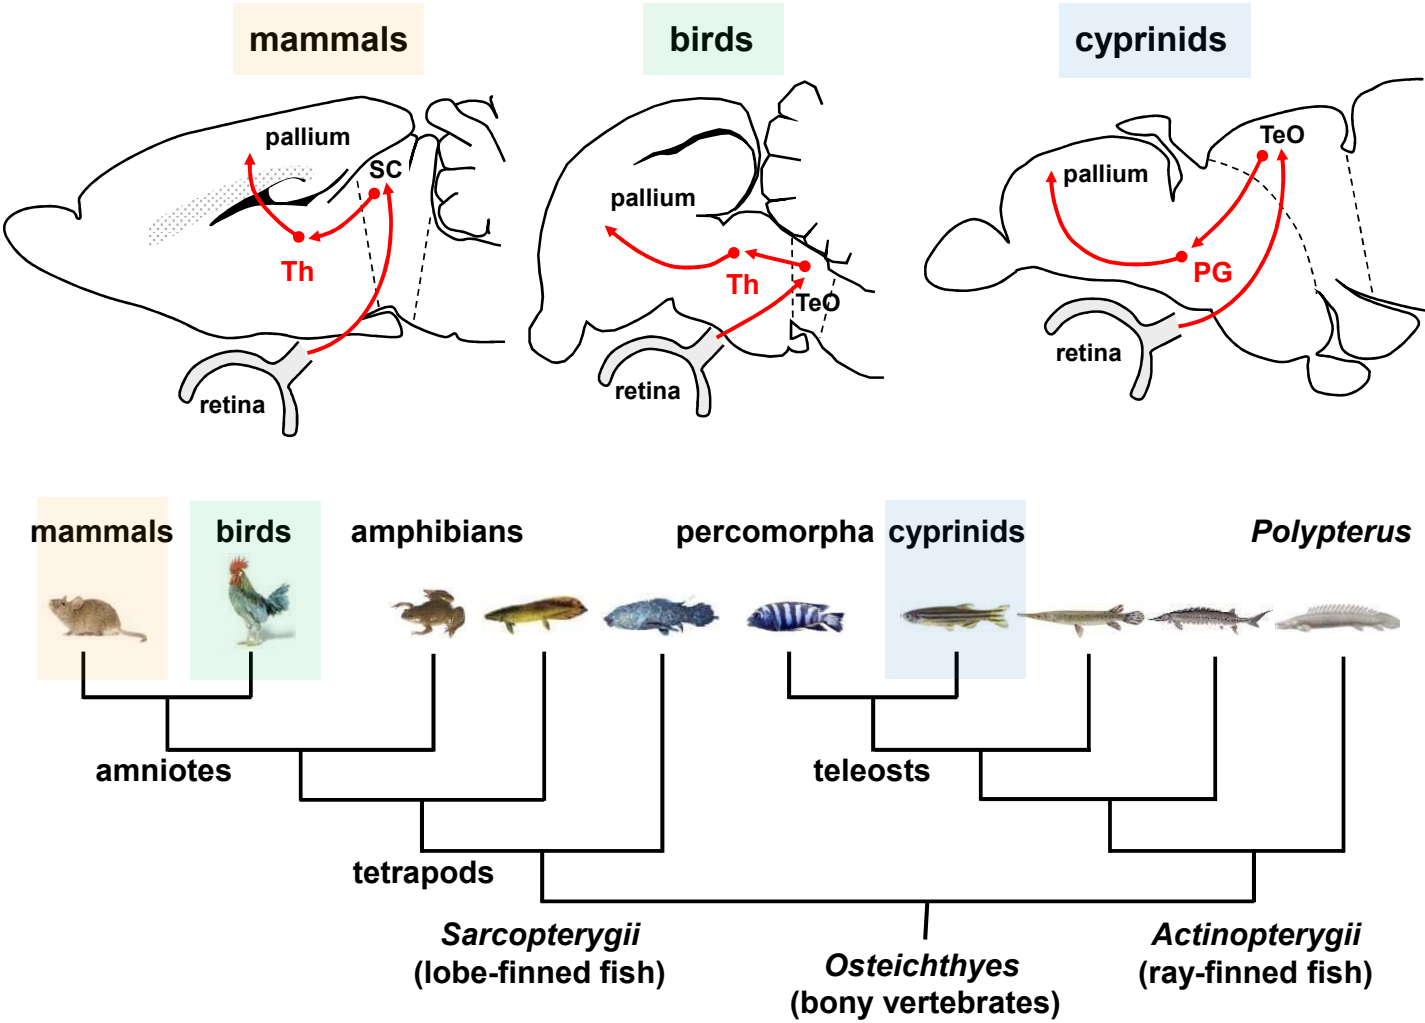 mammals
birds
cyprinids
pallium
SC
Th
retina
pallium
Th
TeO
retina
TeO
pallium
PG
retina
mammals
birds
amphibians
percomorpha
cyprinids
Polypterus
amniotes
teleosts
tetrapods
Sarcopterygii
(lobe-finned fish)
Osteichthyes
(bony vertebrates)
Actinopterygii
(ray-finned fish)